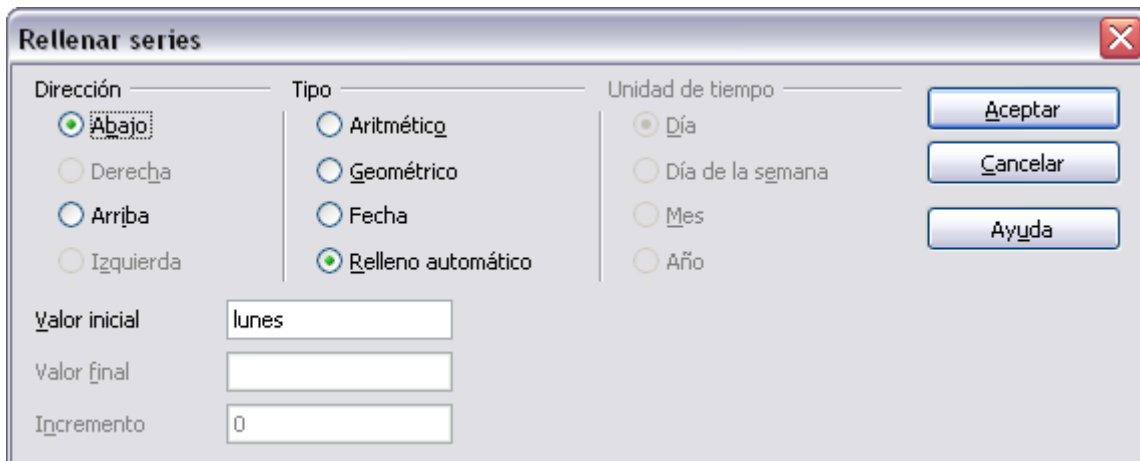 Rellenar series
Dirección
Abajo
Derecha
Arriba
Izquierda
Tipo
Aritmético
Geométrico
Fecha
Relleno automático
Unidad de tiempo
Día
Día de la semana
Mes
Año
Aceptar
Cancelar
Ayuda
Valor inicial lunes
Valor final
Incremento 0